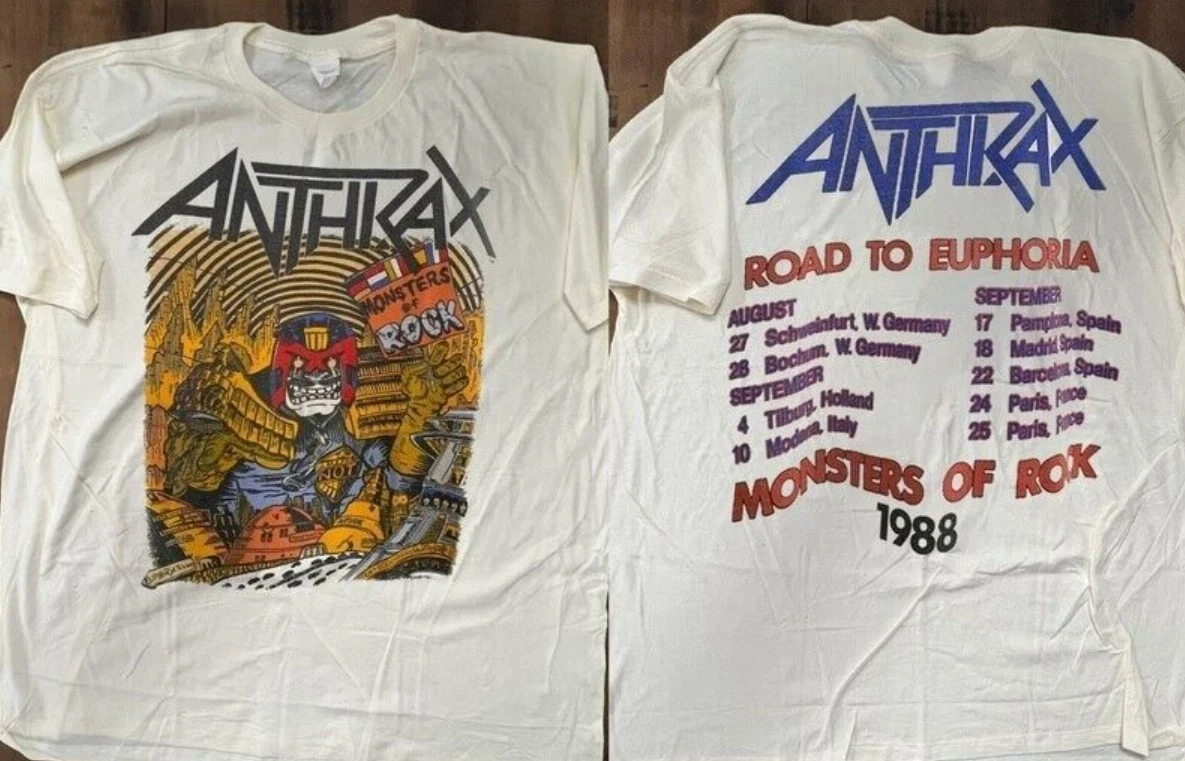 ANTHRAX
MONSTERS
OF
ROCK
NOT
ANTHRAX
ROAD TO EUPHORIA
AUGUST
27 Schweinfurt, W. Germany
28 Bochum, W. Germany
SEPTEMBER
4 Tilburg, Holland
10 Modena, Italy
SEPTEMBER
17 Pamplona, Spain
18 Madrid Spain
22 Barcelona, Spain
24 Paris, France
25 Paris, France
MONSTERS OF ROCK
1988